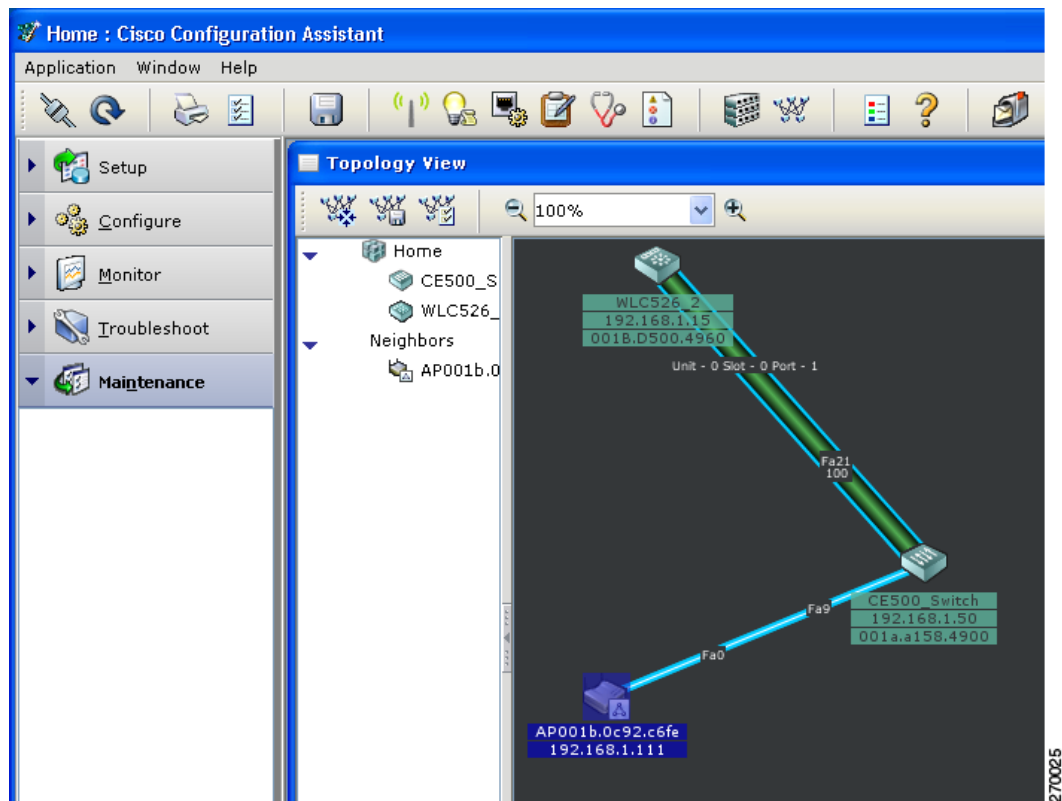 Home : Cisco Configuration Assistant
Application Window Help
Setup
Configure
Monitor
Troubleshoot
Maintenance
Topology View
100%
Home
CE500_S
WLC526_
Neighbors
AP001b.0
WLC526_2
192.168.1.15
001B.D500.4960
Unit - 0 Slot - 0 Port - 1
Fa21
100
CE500_Switch
192.168.1.50
001a.a158.4900
Fa9
Fa0
AP001b.0c92.c6fe
192.168.1.111
270025